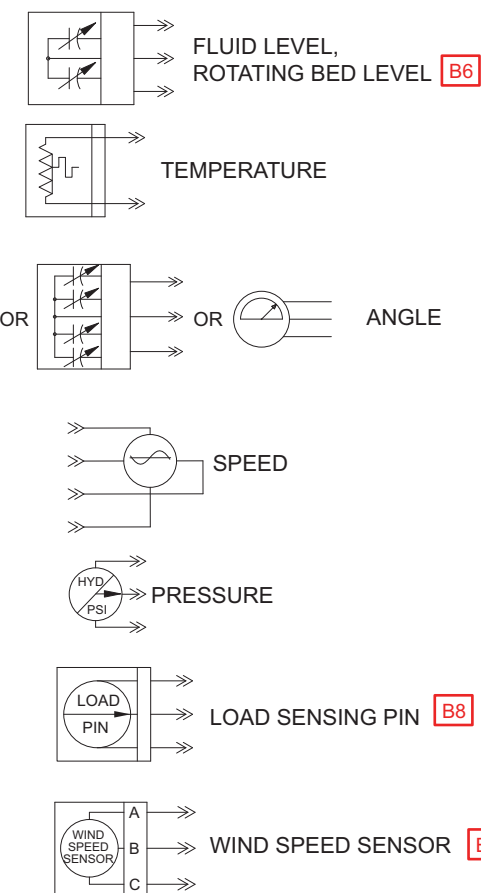 FLUID LEVEL,
ROTATING BED LEVEL B6
TEMPERATURE
OR
OR
ANGLE
SPEED
HYD
PSI
PRESSURE
LOAD
PIN
LOAD SENSING PIN B8
A
WIND
SPEED
SENSOR
B
WIND SPEED SENSOR
C